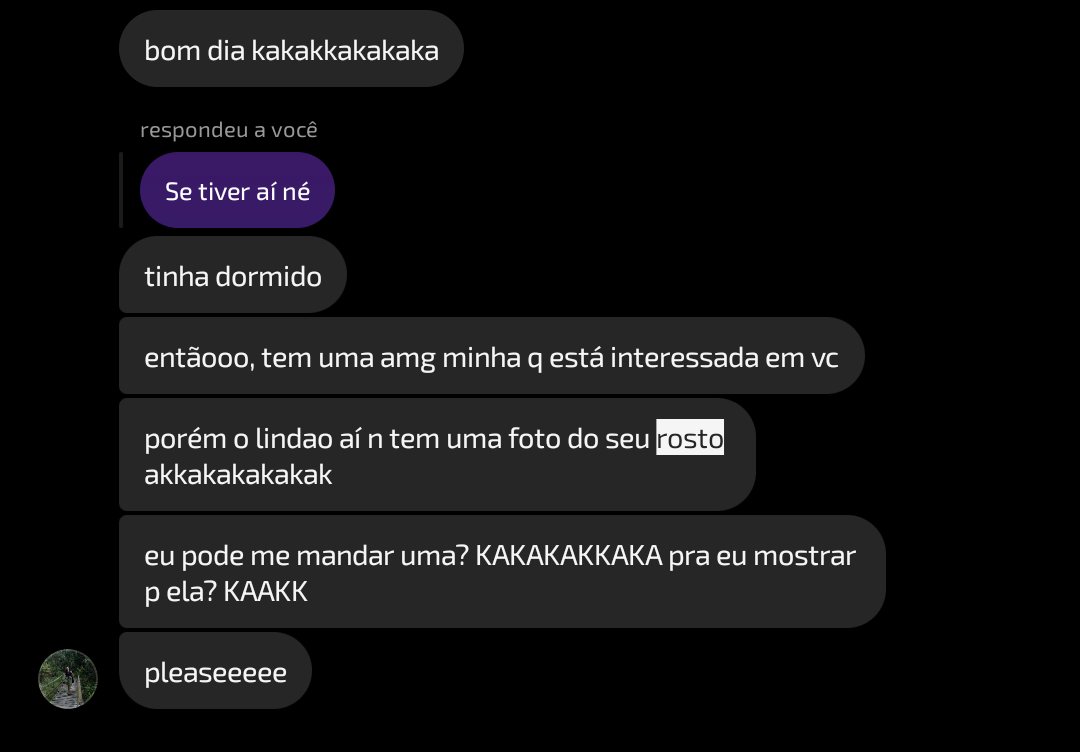 bom dia kakakkakakaka
respondeu a você
Se tiver aí né
tinha dormido
entãooo, tem uma amg minha q está interessada em vc
porém o lindao aí n tem uma foto do seu rosto
akkakakakakak
eu pode me mandar uma? KAKAKAKKAKA pra eu mostrar
p ela? KAAKK
pleaseeeee